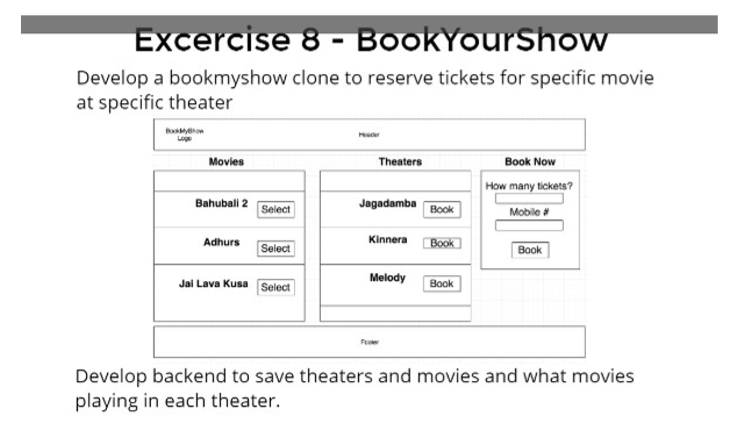 Excercise 8 - BookYourShow
Develop a bookmyshow clone to reserve tickets for specific movie
at specific theater
BookMyShow
Logo
Header
Movies
Theaters
Book Now
Bahubali 2
Select
Adhurs
Select
Jai Lava Kusa
Select
Jagadamba
Book
Kinnera
Book
Melody
Book
How many tickets?
Mobile #
Book
Footer
Develop backend to save theaters and movies and what movies
playing in each theater.